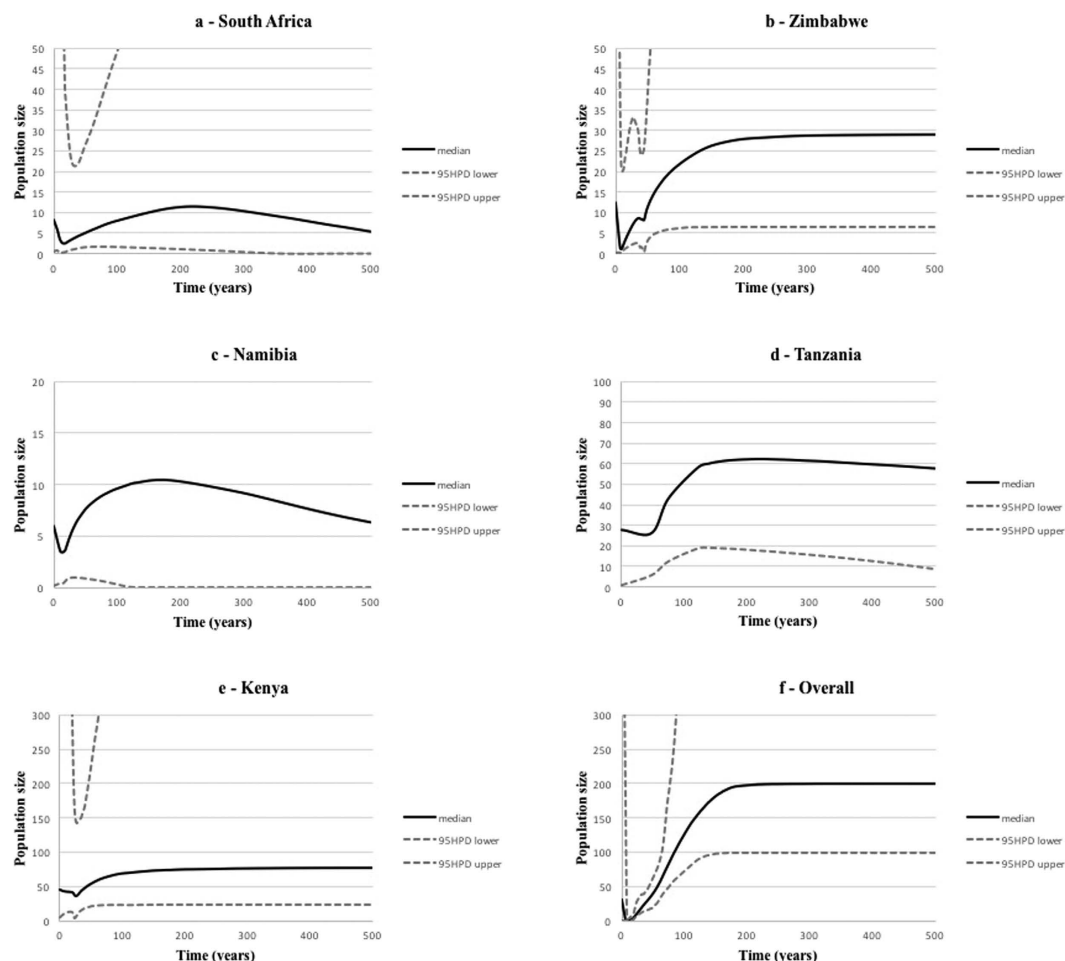 a - South Africa
Population size
50
45
40
35
30
25
20
15
10
5
0
0 100 200 300 400 500
Time (years)
median
95HPD lower
95HPD upper
b - Zimbabwe
Population size
50
45
40
35
30
25
20
15
10
5
0
0 100 200 300 400 500
Time (years)
median
95HPD lower
95HPD upper
c - Namibia
Population size
20
15
10
5
0
0 100 200 300 400 500
Time (years)
median
95HPD lower
95HPD upper
d - Tanzania
Population size
100
90
80
70
60
50
40
30
20
10
0
0 100 200 300 400 500
Time (years)
median
95HPD lower
95HPD upper
e - Kenya
Population size
300
250
200
150
100
50
0
0 100 200 300 400 500
Time (years)
median
95HPD lower
95HPD upper
f - Overall
Population size
300
250
200
150
100
50
0
0 100 200 300 400 500
Time (years)
median
95HPD lower
95HPD upper